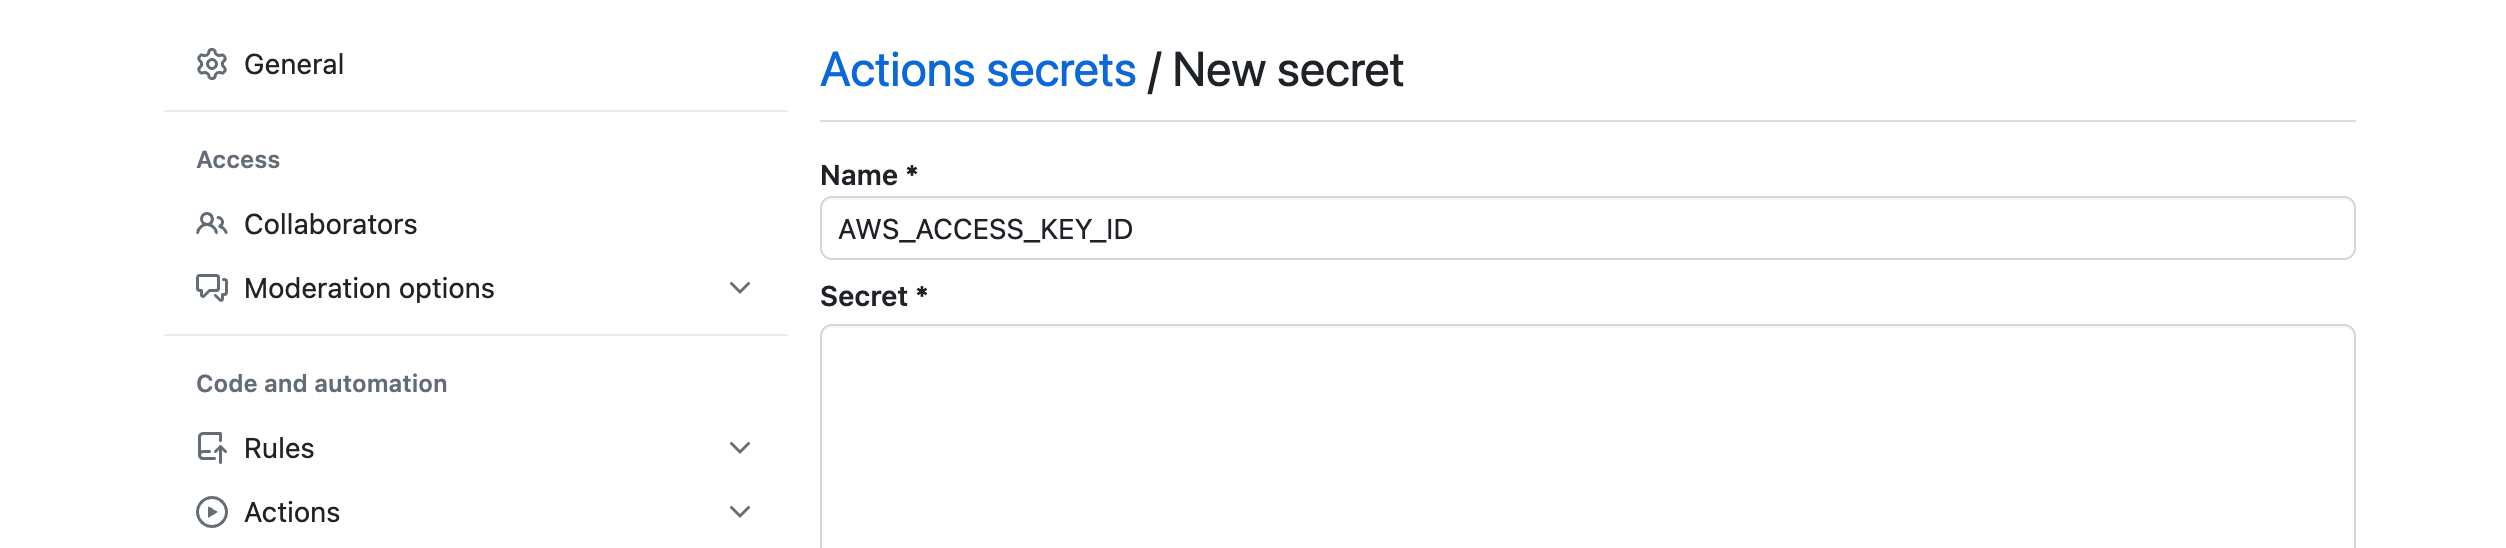 General
Access
Collaborators
Moderation options
Code and automation
Rules
Actions
Actions secrets / New secret
Name *
AWS_ACCESS_KEY_ID
Secret *